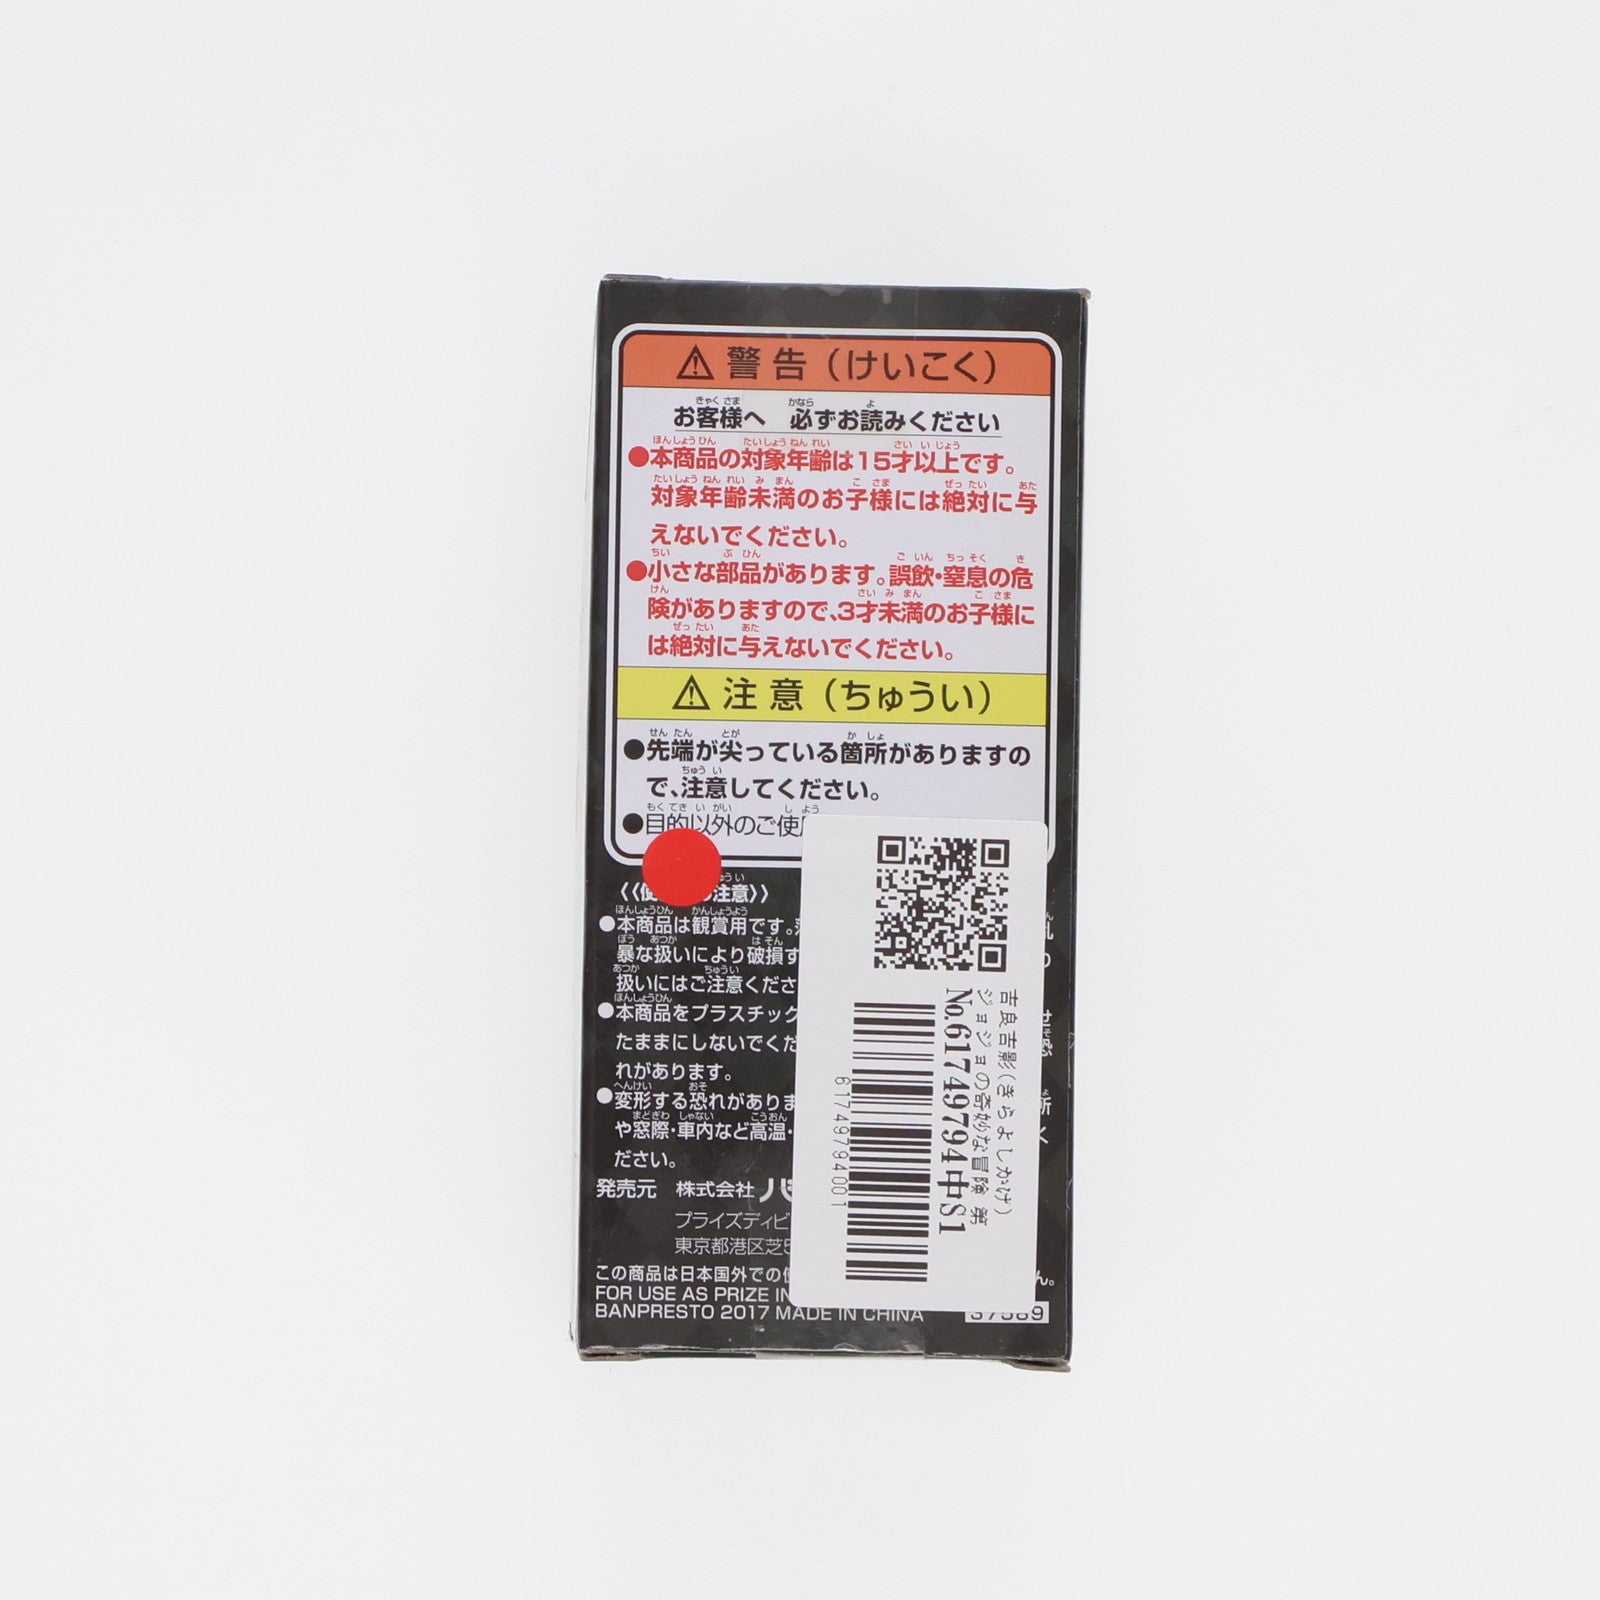 ⚠警告（けいこく）
お客様へ 必ずお読みください
●本商品の対象年齢は15才以上です。
対象年齢未満のお子様には絶対に与
えないでください。
●小さな部品があります。誤飲・窒息の危
険がありますので、3才未満のお子様に
は絶対に与えないでください。
⚠注意（ちゅうい）
●先端が尖っている箇所がありますの
で、注意してください。
●目的以外のご使
注意》
●本商品は観賞用です。
暴な扱いにより破損す
扱いにはご注意くださ
●本商品をプラスチック
たままにしないでくだ
れがあります。
●変形する恐れがありま
や窓際・車内など高温・
ださい。
発売元 株式会社
プライズディビ
東京都港区芝5
この商品は日本国外での使
ん。
FOR USE AS PRIZE IN
BANPRESTO 2017 MADE IN CHINA
37589
吉良吉影(きらよしかげ)
ジョジョの奇妙な冒険 第
No.61749794中S1
61749794001